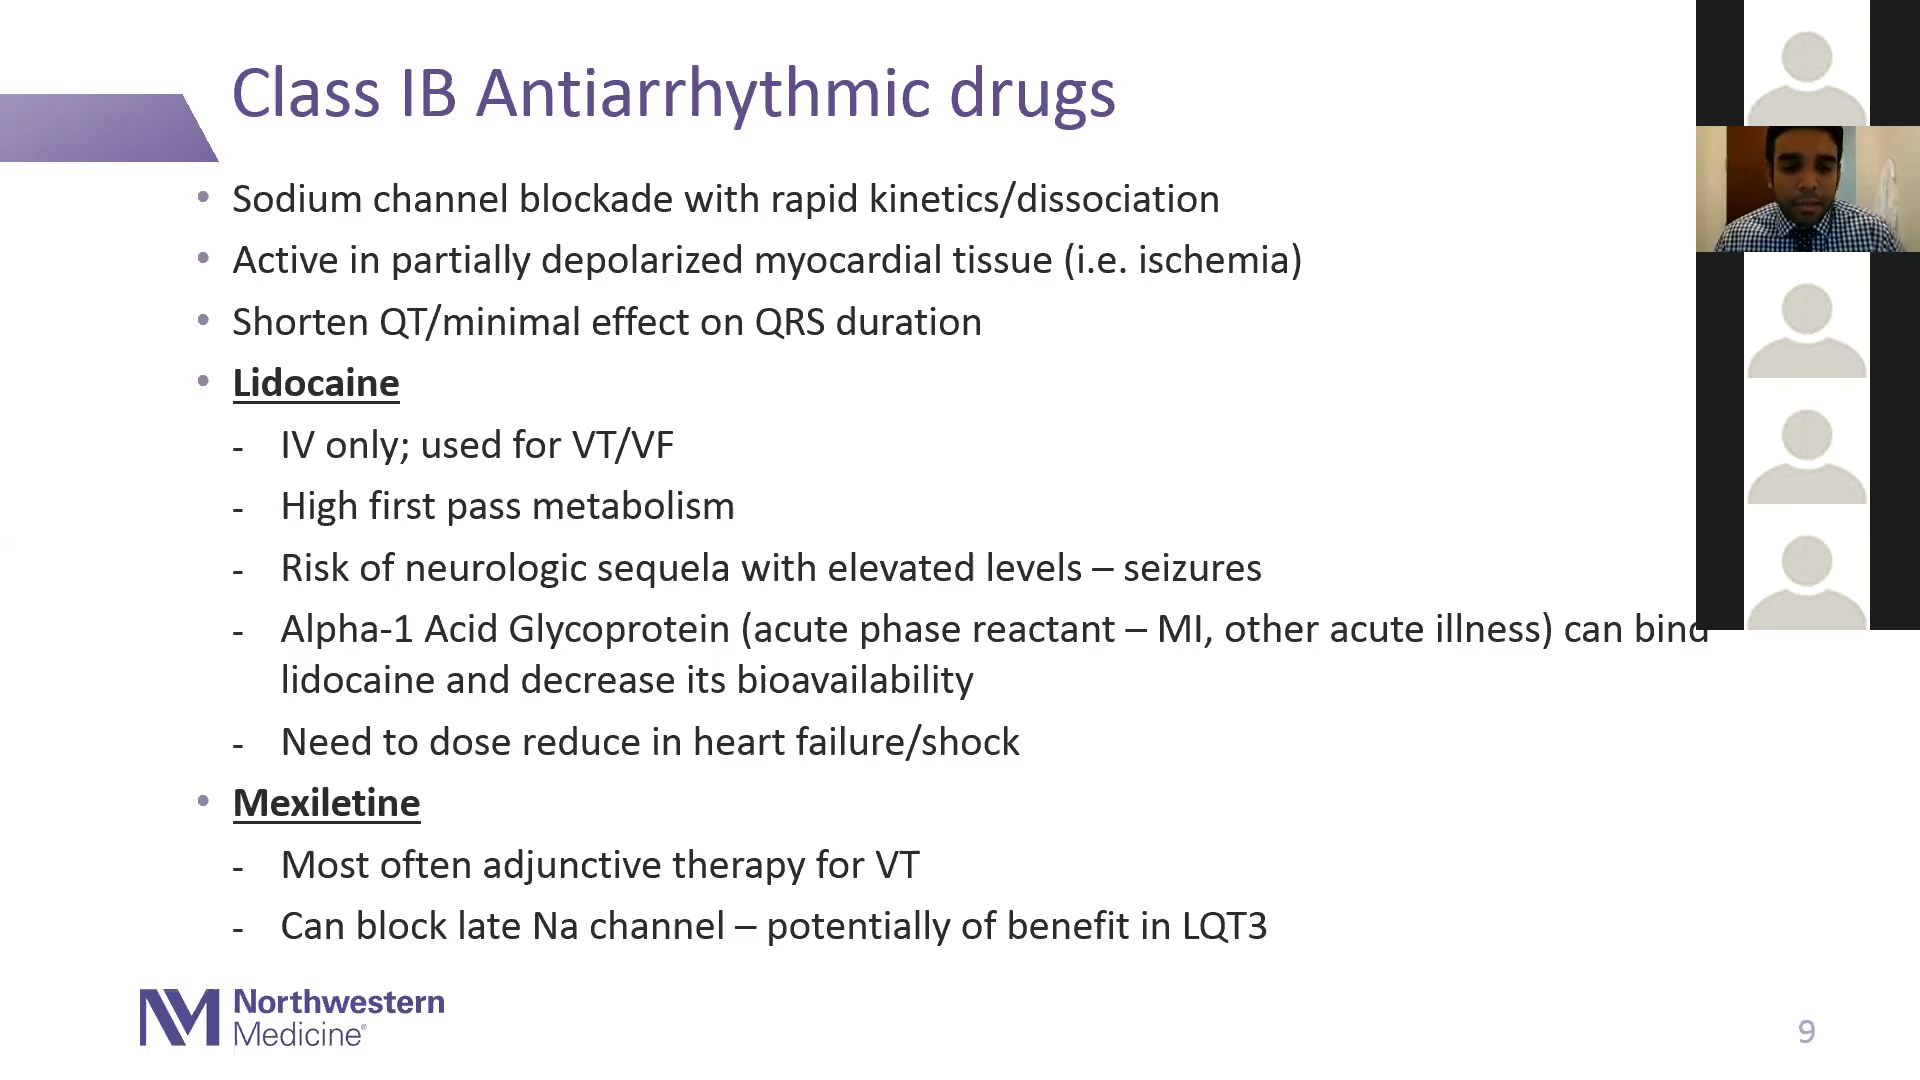 Class IB Antiarrhythmic drugs
• Sodium channel blockade with rapid kinetics/dissociation
• Active in partially depolarized myocardial tissue (i.e. ischemia)
• Shorten QT/minimal effect on QRS duration
• Lidocaine
- IV only; used for VT/VF
- High first pass metabolism
- Risk of neurologic sequela with elevated levels – seizures
- Alpha-1 Acid Glycoprotein (acute phase reactant – MI, other acute illness) can bind
lidocaine and decrease its bioavailability
- Need to dose reduce in heart failure/shock
• Mexiletine
- Most often adjunctive therapy for VT
- Can block late Na channel – potentially of benefit in LQT3
NM Northwestern
Medicine®
9